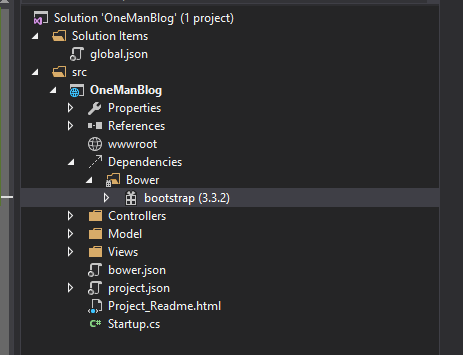 Solution 'OneManBlog' (1 project)
Solution Items
global.json
src
OneManBlog
Properties
References
wwwroot
Dependencies
Bower
bootstrap (3.3.2)
Controllers
Model
Views
bower.json
project.json
Project_Readme.html
C# Startup.cs